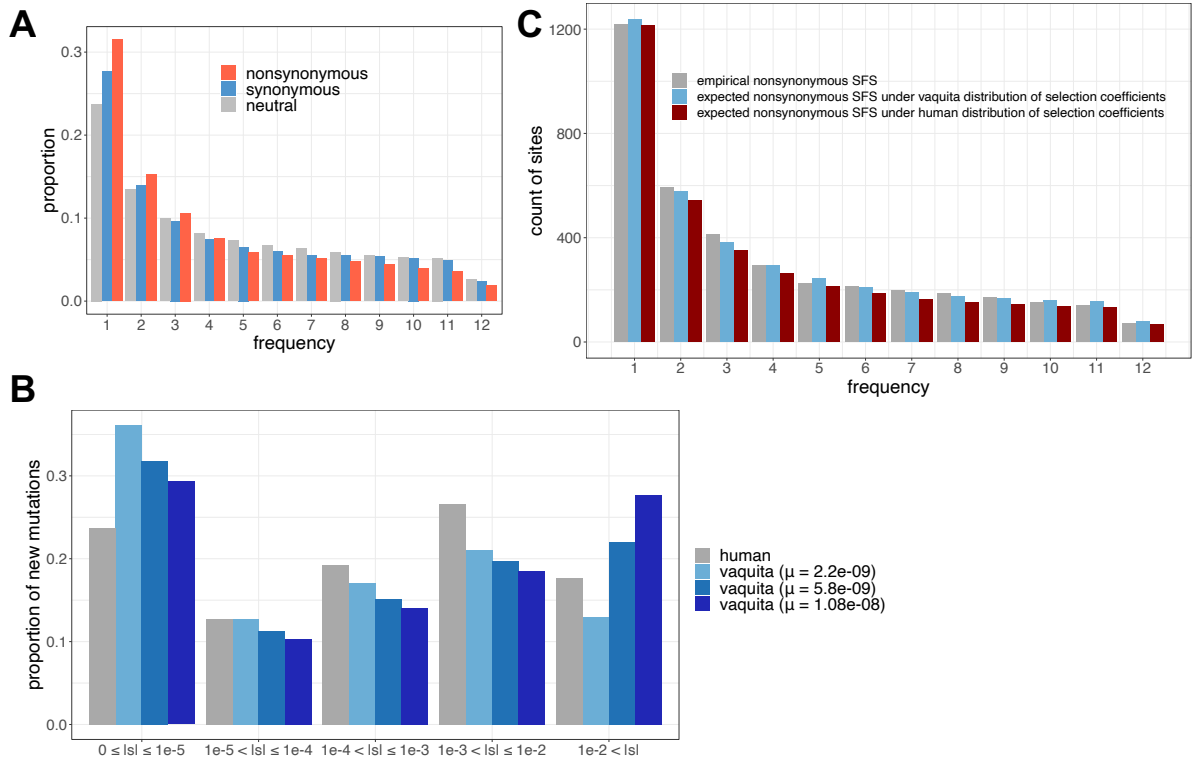 A
0.3
0.2
0.1
0.0
proportion
nonsynonymous
synonymous
neutral
1 2 3 4 5 6 7 8 9 10 11 12
frequency
C
1200
800
400
0
count of sites
empirical nonsynonymous SFS
expected nonsynonymous SFS under vaquita distribution of selection coefficients
expected nonsynonymous SFS under human distribution of selection coefficients
1 2 3 4 5 6 7 8 9 10 11 12
frequency
B
0.3
0.2
0.1
0.0
proportion of new mutations
human
vaquita (μ = 2.2e-09)
vaquita (μ = 5.8e-09)
vaquita (μ = 1.08e-08)
0 ≤ |s| ≤ 1e-5 1e-5 < |s| ≤ 1e-4 1e-4 < |s| ≤ 1e-3 1e-3 < |s| ≤ 1e-2 1e-2 < |s|